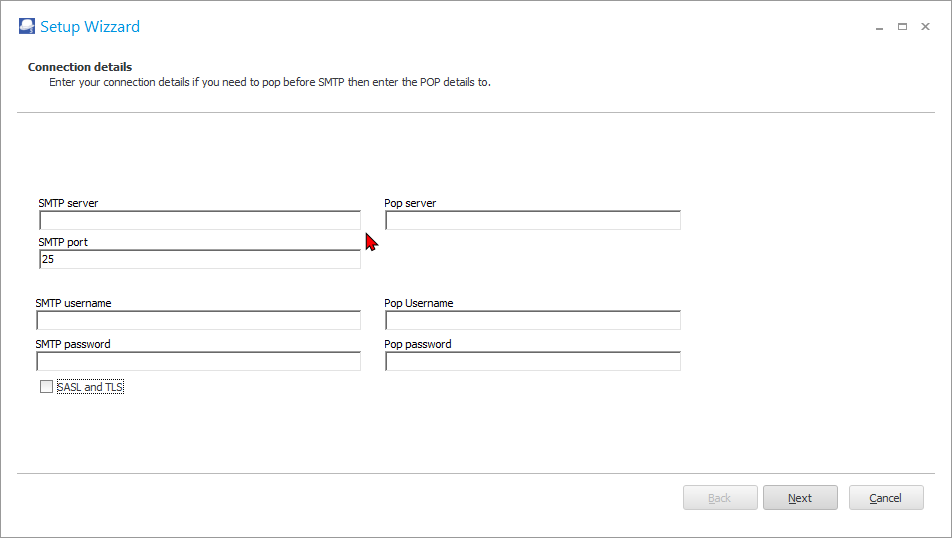 Setup Wizzard
Connection details
Enter your connection details if you need to pop before SMTP then enter the POP details to.
SMTP server
Pop server
SMTP port
25
SMTP username
Pop Username
SMTP password
Pop password
SASL and TLS
Back
Next
Cancel